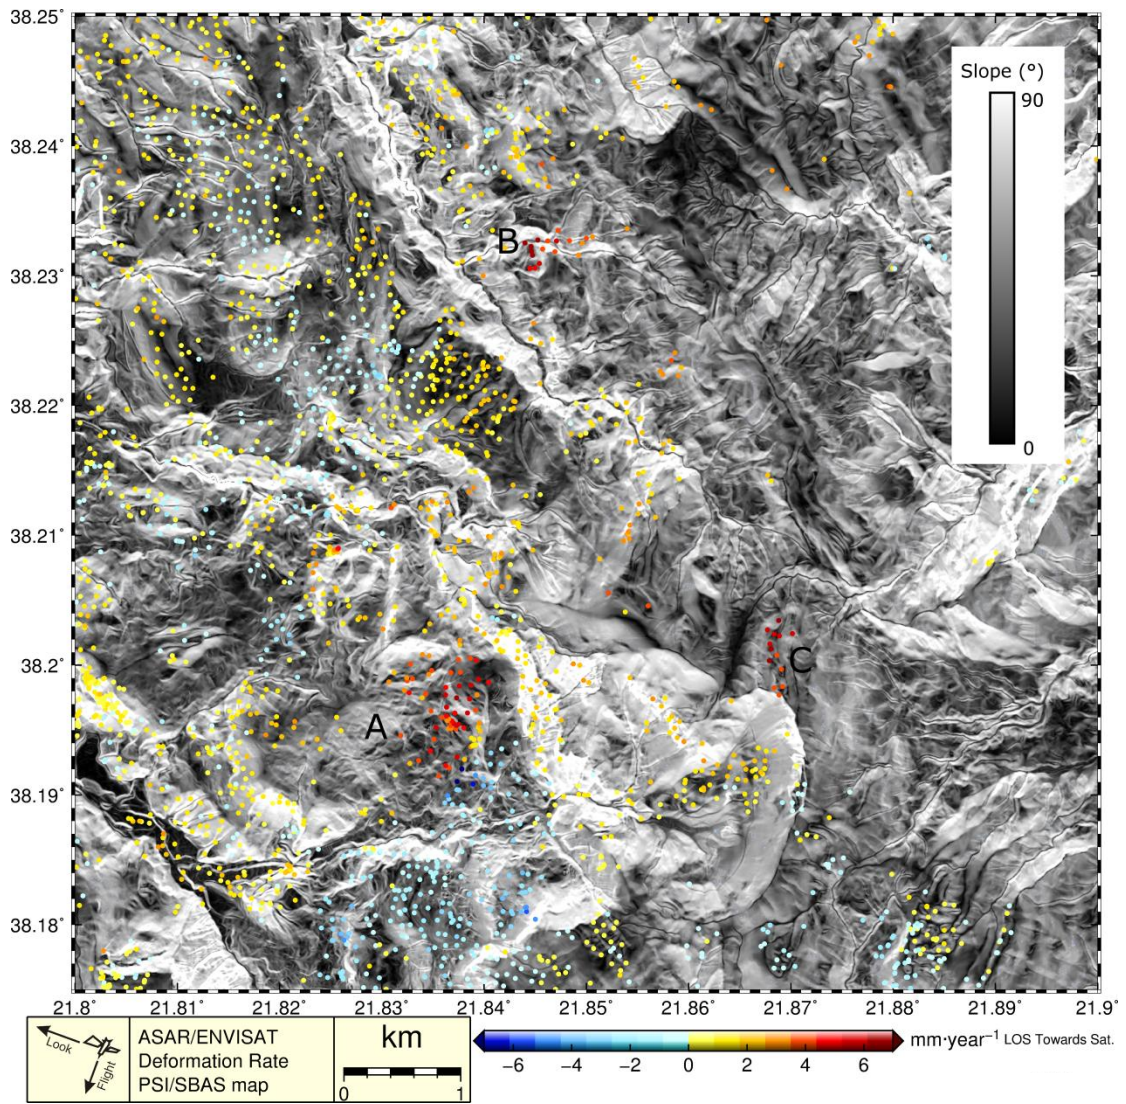 38.25°
38.24°
38.23°
38.22°
38.21°
38.2°
38.19°
38.18°
Slope (°)
90
0
B
C
A
21.8 21.81° 21.82° 21.83° 21.84° 21.85° 21.86° 21.87° 21.88° 21.89° 21.9°
Look
Flight
ASAR/ENVISAT
Deformation Rate
PSI/SBAS map
km
0 1
−6 −4 −2 0 2 4 6
mm·year⁻¹ LOS Towards Sat.